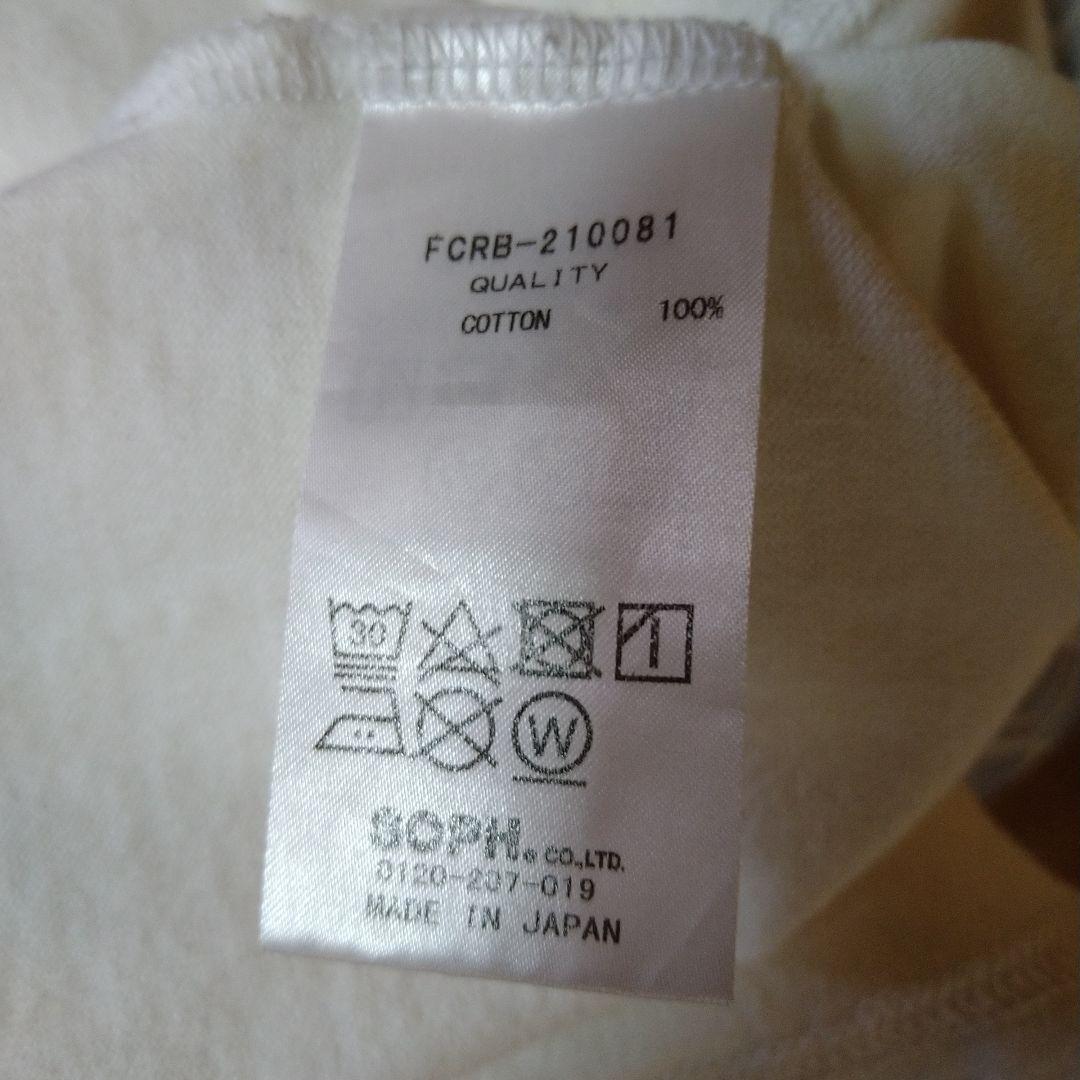 FCRB-210081
QUALITY
COTTON 100%
30
W
SOPH. CO.,LTD.
0120-207-019
MADE IN JAPAN